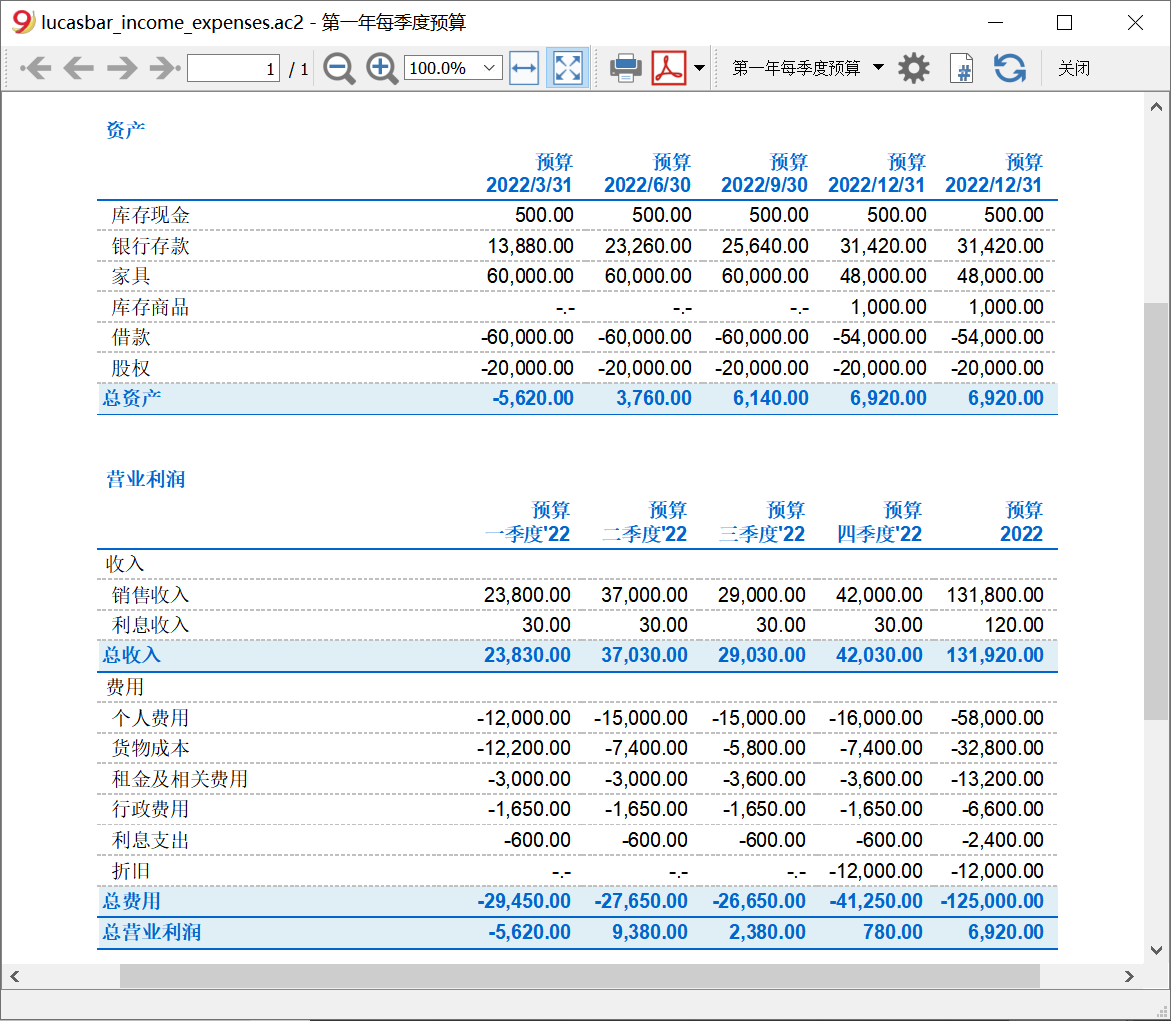 lucasbar_income_expenses.ac2 - 第一年每季度预算
1 / 1 100.0% 第一年每季度预算 # 关闭
资产
预算 预算 预算 预算 预算
2022/3/31 2022/6/30 2022/9/30 2022/12/31 2022/12/31
库存现金 500.00 500.00 500.00 500.00 500.00
银行存款 13,880.00 23,260.00 25,640.00 31,420.00 31,420.00
家具 60,000.00 60,000.00 60,000.00 48,000.00 48,000.00
库存商品 -.- -.- -.- 1,000.00 1,000.00
借款 -60,000.00 -60,000.00 -60,000.00 -54,000.00 -54,000.00
股权 -20,000.00 -20,000.00 -20,000.00 -20,000.00 -20,000.00
总资产 -5,620.00 3,760.00 6,140.00 6,920.00 6,920.00
营业利润
预算 预算 预算 预算 预算
一季度'22 二季度'22 三季度'22 四季度'22 2022
收入
销售收入 23,800.00 37,000.00 29,000.00 42,000.00 131,800.00
利息收入 30.00 30.00 30.00 30.00 120.00
总收入 23,830.00 37,030.00 29,030.00 42,030.00 131,920.00
费用
个人费用 -12,000.00 -15,000.00 -15,000.00 -16,000.00 -58,000.00
货物成本 -12,200.00 -7,400.00 -5,800.00 -7,400.00 -32,800.00
租金及相关费用 -3,000.00 -3,000.00 -3,600.00 -3,600.00 -13,200.00
行政费用 -1,650.00 -1,650.00 -1,650.00 -1,650.00 -6,600.00
利息支出 -600.00 -600.00 -600.00 -600.00 -2,400.00
折旧 -.- -.- -.- -12,000.00 -12,000.00
总费用 -29,450.00 -27,650.00 -26,650.00 -41,250.00 -125,000.00
总营业利润 -5,620.00 9,380.00 2,380.00 780.00 6,920.00